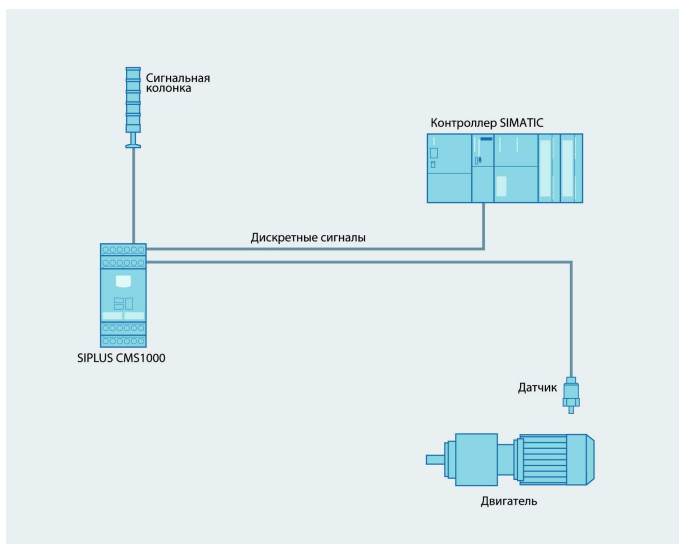 Сигнальная
колонка
Контроллер SIMATIC
Дискретные сигналы
SIPLUS CMS1000
Датчик
Двигатель